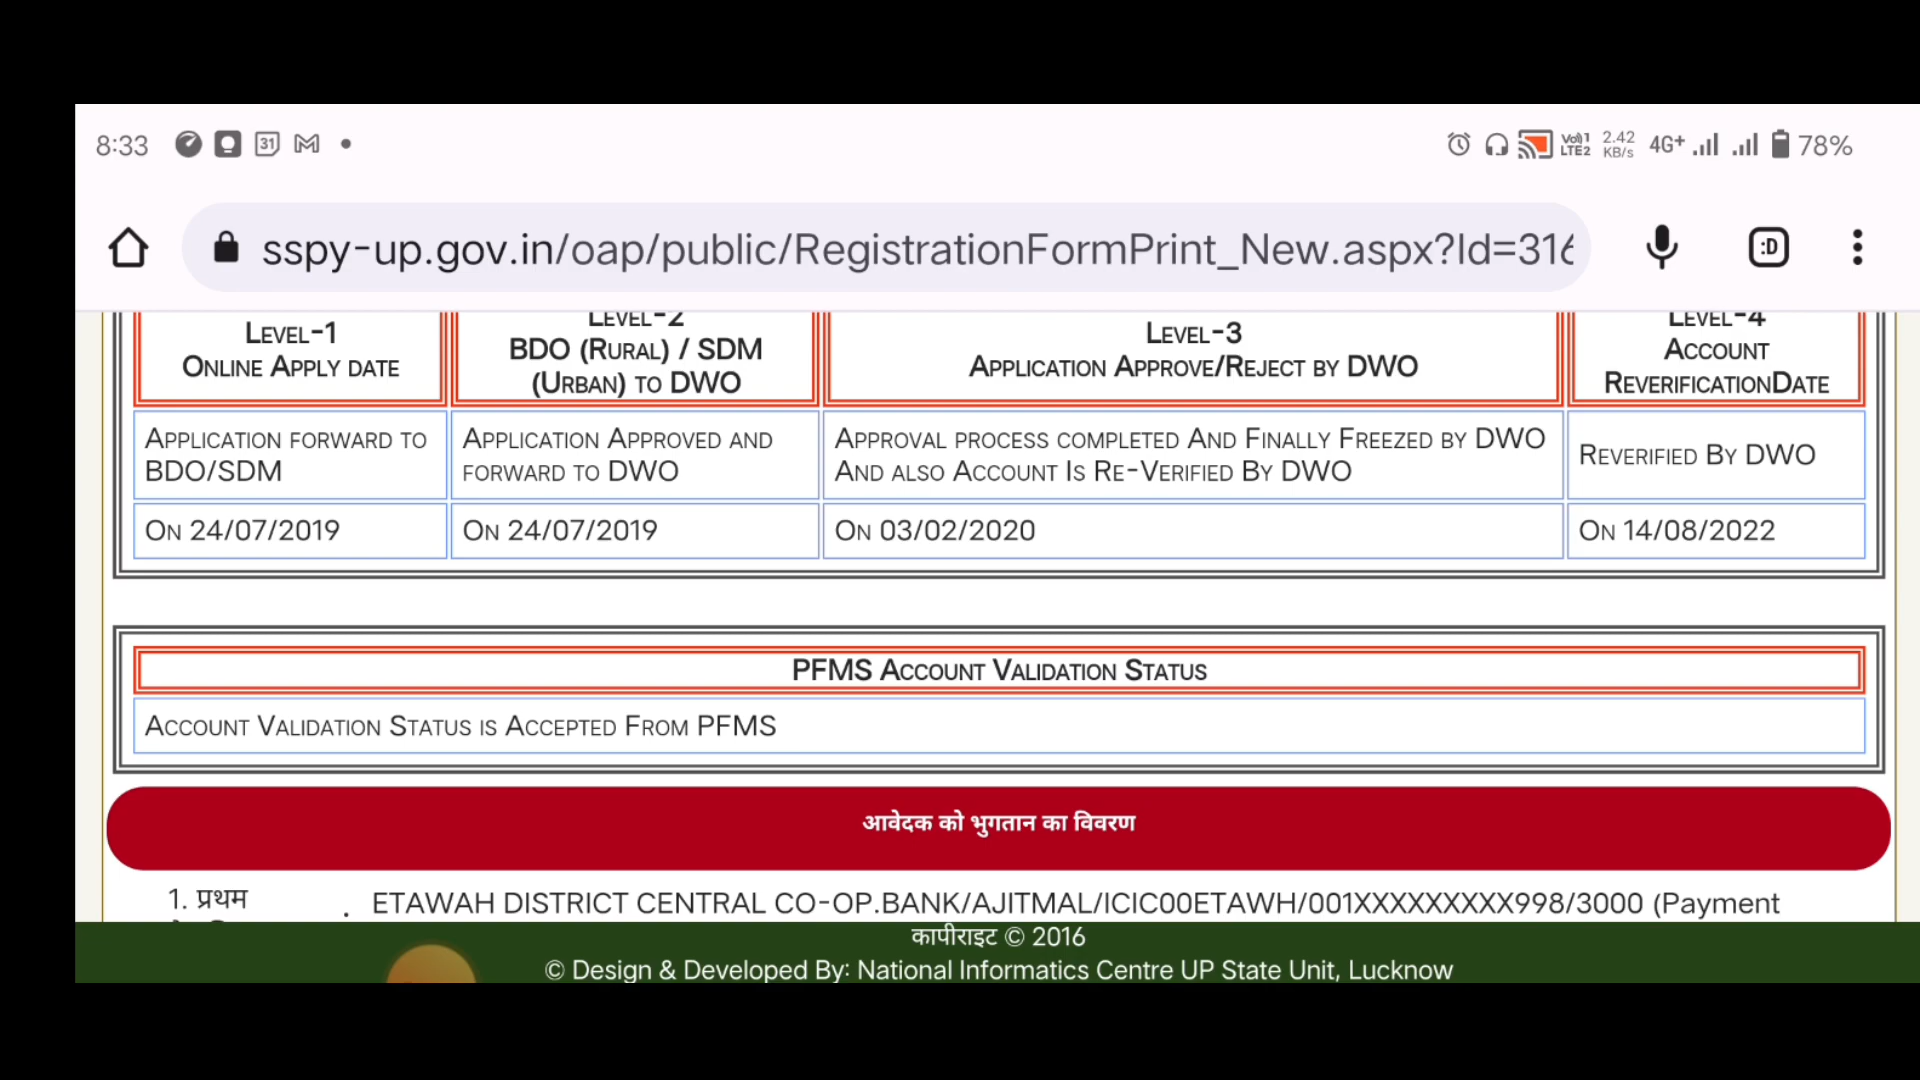 8:33 31 Vo)) 1 LTE2 2.42 KB/s 4G+ 78%
sspy-up.gov.in/oap/public/RegistrationFormPrint_New.aspx?Id=316 :D
Level-1
Online Apply date
Level-2
BDO (Rural) / SDM
(Urban) to DWO
Level-3
Application Approve/Reject by DWO
Level-4
Account
ReverificationDate
Application forward to
BDO/SDM
Application Approved and
forward to DWO
Approval process completed And Finally Freezed by DWO
And also Account Is Re-Verified By DWO
Reverified By DWO
On 24/07/2019
On 24/07/2019
On 03/02/2020
On 14/08/2022
PFMS Account Validation Status
Account Validation Status is Accepted From PFMS
आवेदक को भुगतान का विवरण
1. प्रथम
. ETAWAH DISTRICT CENTRAL CO-OP.BANK/AJITMAL/ICIC00ETAWH/001XXXXXXXXX998/3000 (Payment
कापीराइट © 2016
© Design & Developed By: National Informatics Centre UP State Unit, Lucknow